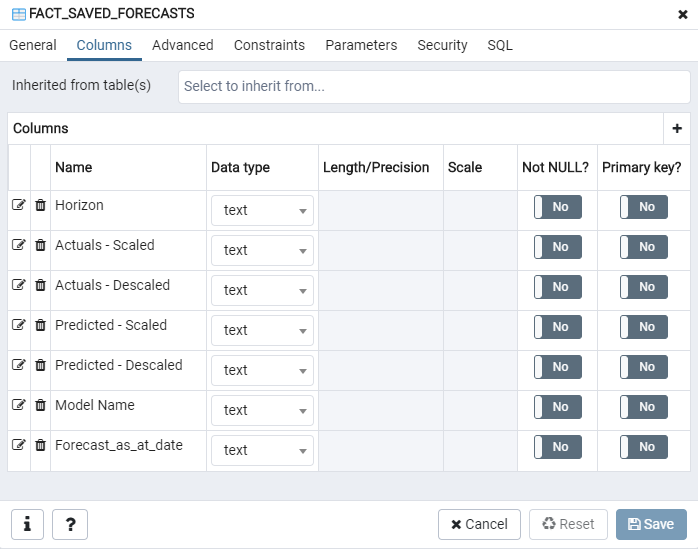 FACT_SAVED_FORECASTS
General Columns Advanced Constraints Parameters Security SQL
Inherited from table(s) Select to inherit from...
Columns
Name Data type Length/Precision Scale Not NULL? Primary key?
Horizon text No No
Actuals - Scaled text No No
Actuals - Descaled text No No
Predicted - Scaled text No No
Predicted - Descaled text No No
Model Name text No No
Forecast_as_at_date text No No
i ? Cancel Reset Save